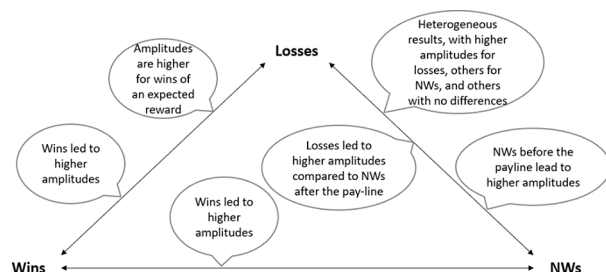 Heterogeneous
results, with higher
amplitudes for
losses, others for
NWs, and others
with no differences
Losses
Amplitudes
are higher
for wins of
an expected
reward
Wins led to
higher
amplitudes
Losses led to
higher amplitudes
compared to NWs
after the pay-line
NWs before the
payline lead to
higher amplitudes
Wins led to
higher
amplitudes
Wins
NWs